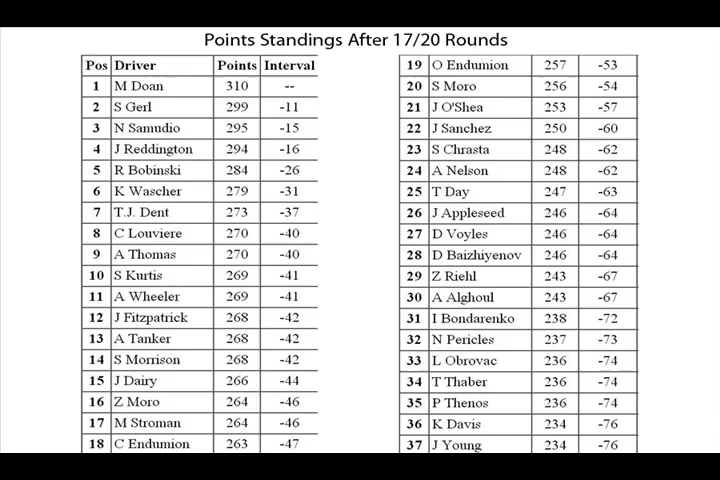 Points Standings After 17/20 Rounds
Pos Driver Points Interval
1 M Doan 310 --
2 S Gerl 299 -11
3 N Samudio 295 -15
4 J Reddington 294 -16
5 R Bobinski 284 -26
6 K Wascher 279 -31
7 T.J. Dent 273 -37
8 C Louviere 270 -40
9 A Thomas 270 -40
10 S Kurtis 269 -41
11 A Wheeler 269 -41
12 J Fitzpatrick 268 -42
13 A Tanker 268 -42
14 S Morrison 268 -42
15 J Dairy 266 -44
16 Z Moro 264 -46
17 M Stroman 264 -46
18 C Endumion 263 -47
19 O Endumion 257 -53
20 S Moro 256 -54
21 J O'Shea 253 -57
22 J Sanchez 250 -60
23 S Chrasta 248 -62
24 A Nelson 248 -62
25 T Day 247 -63
26 J Appleseed 246 -64
27 D Voyles 246 -64
28 D Baizhiyenov 246 -64
29 Z Riehl 243 -67
30 A Alghoul 243 -67
31 I Bondarenko 238 -72
32 N Pericles 237 -73
33 L Obrovac 236 -74
34 T Thaber 236 -74
35 P Thenos 236 -74
36 K Davis 234 -76
37 J Young 234 -76